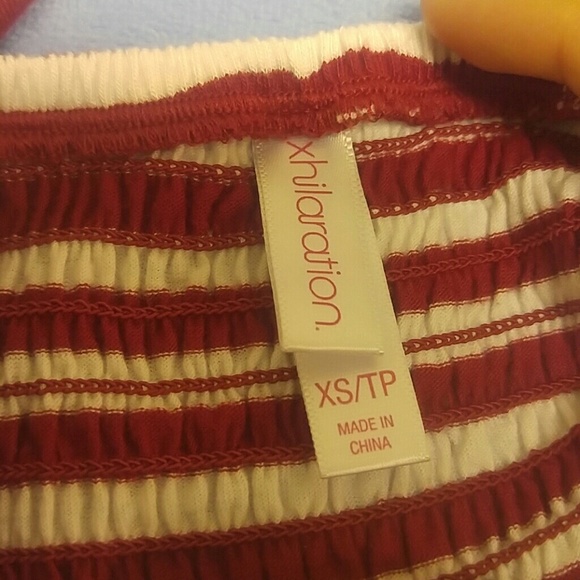 xhilaration.
XS/TP
MADE IN
CHINA